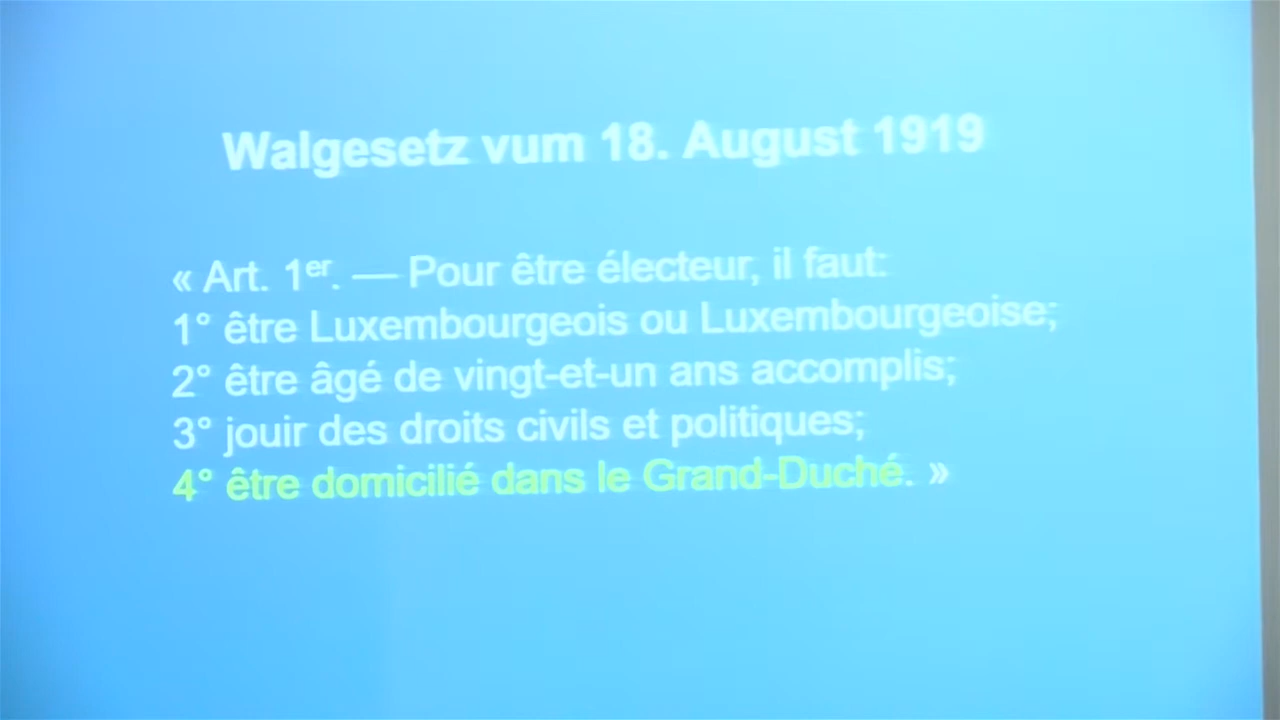 Walgesetz vum 18. August 1919
« Art. 1er. — Pour être électeur, il faut:
1° être Luxembourgeois ou Luxembourgeoise;
2° être âgé de vingt-et-un ans accomplis;
3° jouir des droits civils et politiques;
4° être domicilié dans le Grand-Duché. »